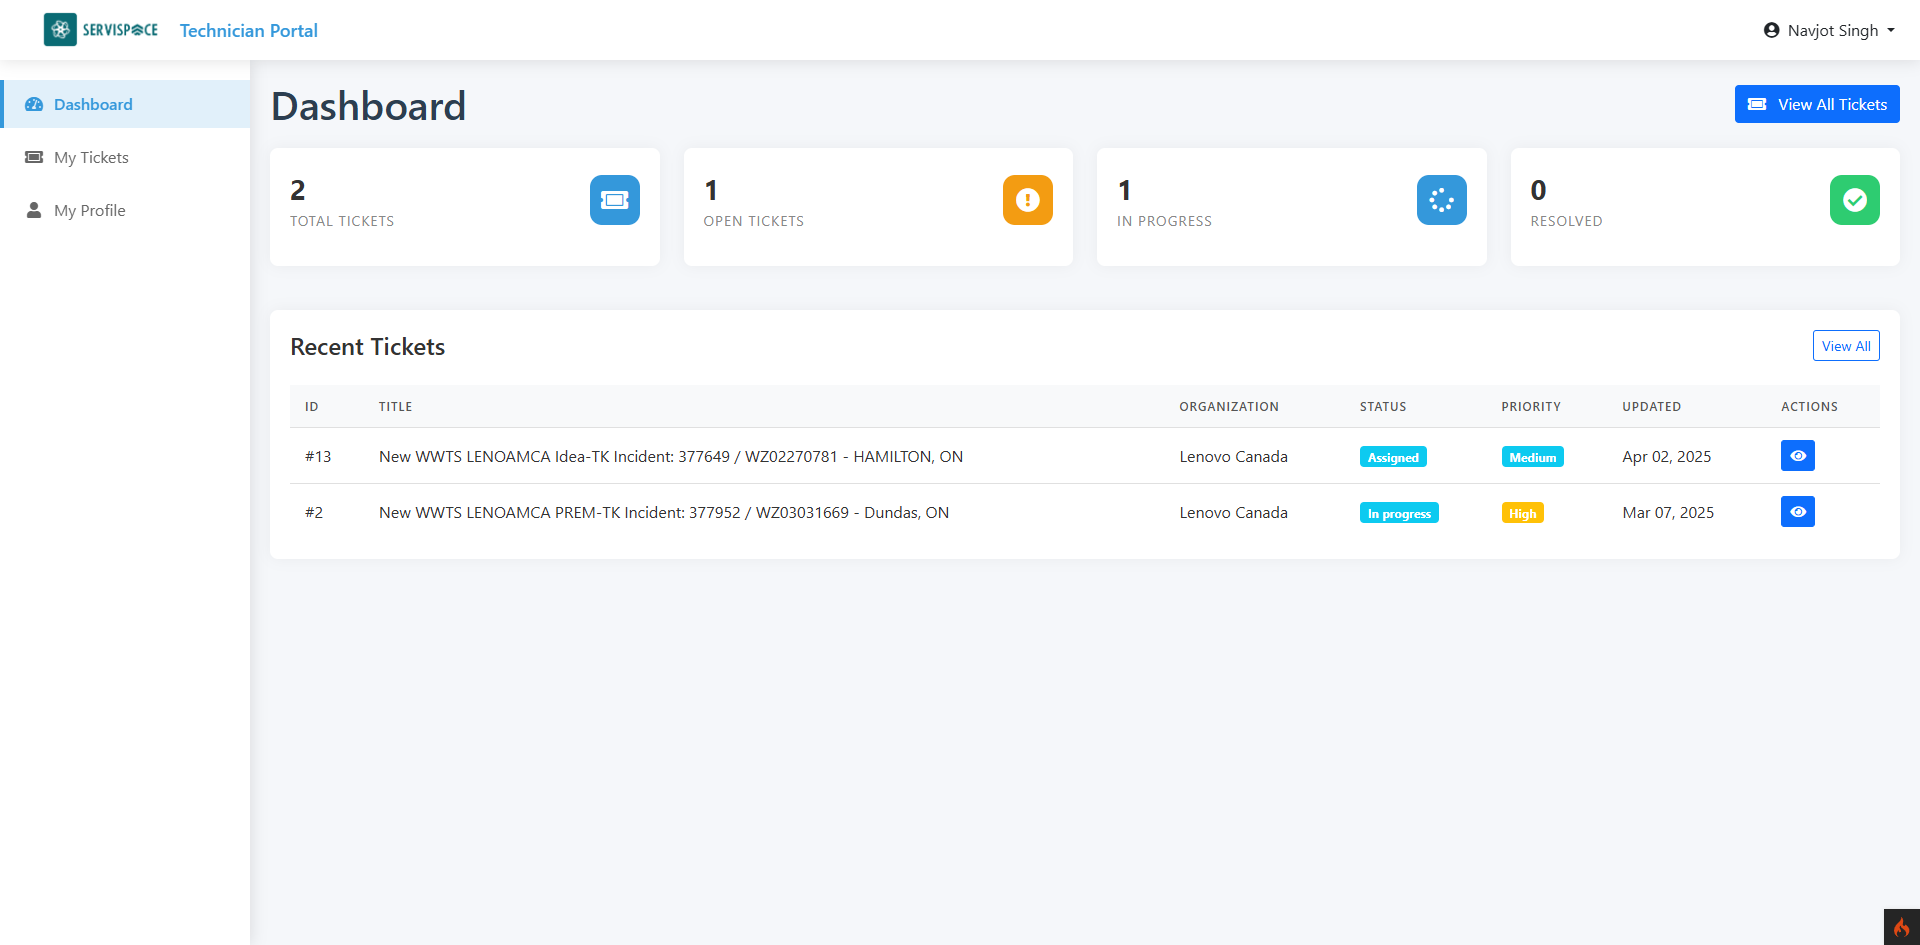 SERVISPACE Technician Portal
Navjot Singh
Dashboard
My Tickets
My Profile
Dashboard
View All Tickets
2
TOTAL TICKETS
1
OPEN TICKETS
1
IN PROGRESS
0
RESOLVED
Recent Tickets
View All
ID TITLE ORGANIZATION STATUS PRIORITY UPDATED ACTIONS
#13 New WWTS LENOAMCA Idea-TK Incident: 377649 / WZ02270781 - HAMILTON, ON Lenovo Canada Assigned Medium Apr 02, 2025
#2 New WWTS LENOAMCA PREM-TK Incident: 377952 / WZ03031669 - Dundas, ON Lenovo Canada In progress High Mar 07, 2025